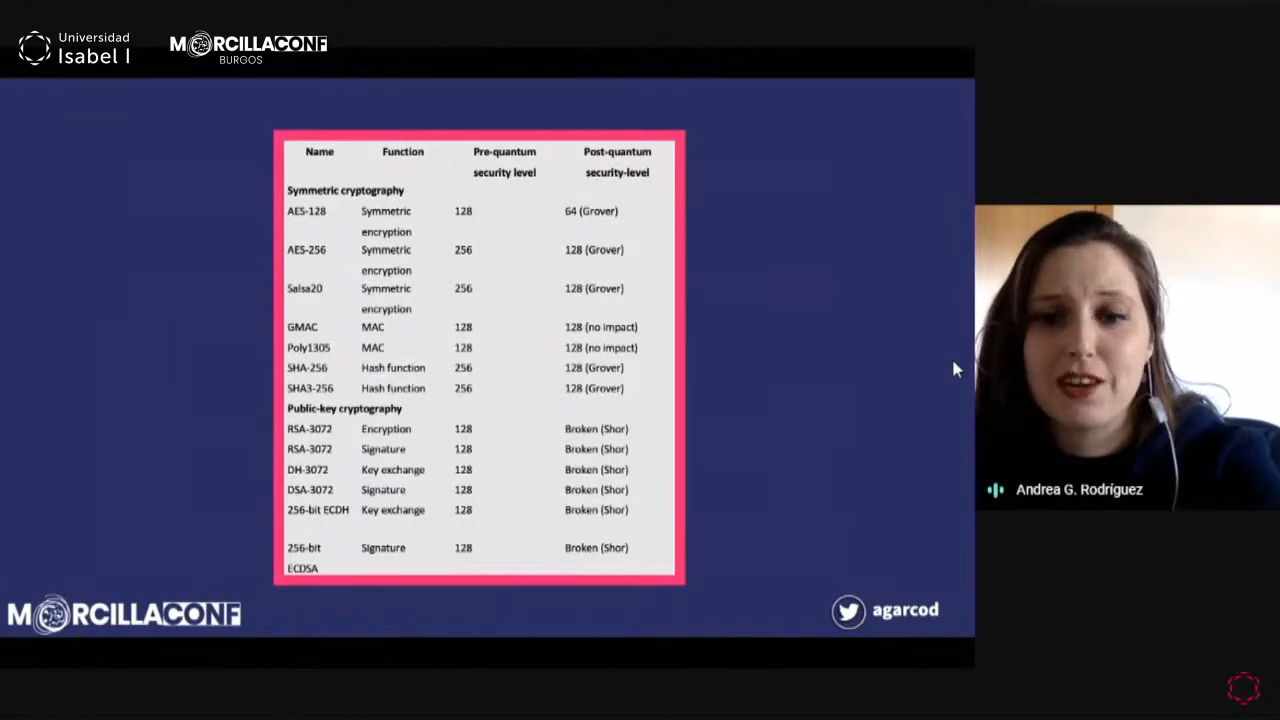 Universidad
Isabel I
MORCILLACONF
BURGOS
Name Function Pre-quantum Post-quantum
security level security-level
Symmetric cryptography
AES-128 Symmetric 128 64 (Grover)
encryption
AES-256 Symmetric 256 128 (Grover)
encryption
Salsa20 Symmetric 256 128 (Grover)
encryption
GMAC MAC 128 128 (no impact)
Poly1305 MAC 128 128 (no impact)
SHA-256 Hash function 256 128 (Grover)
SHA3-256 Hash function 256 128 (Grover)
Public-key cryptography
RSA-3072 Encryption 128 Broken (Shor)
RSA-3072 Signature 128 Broken (Shor)
DH-3072 Key exchange 128 Broken (Shor)
DSA-3072 Signature 128 Broken (Shor)
256-bit ECDH Key exchange 128 Broken (Shor)
256-bit Signature 128 Broken (Shor)
ECDSA
Andrea G. Rodríguez
MORCILLACONF
agarcod